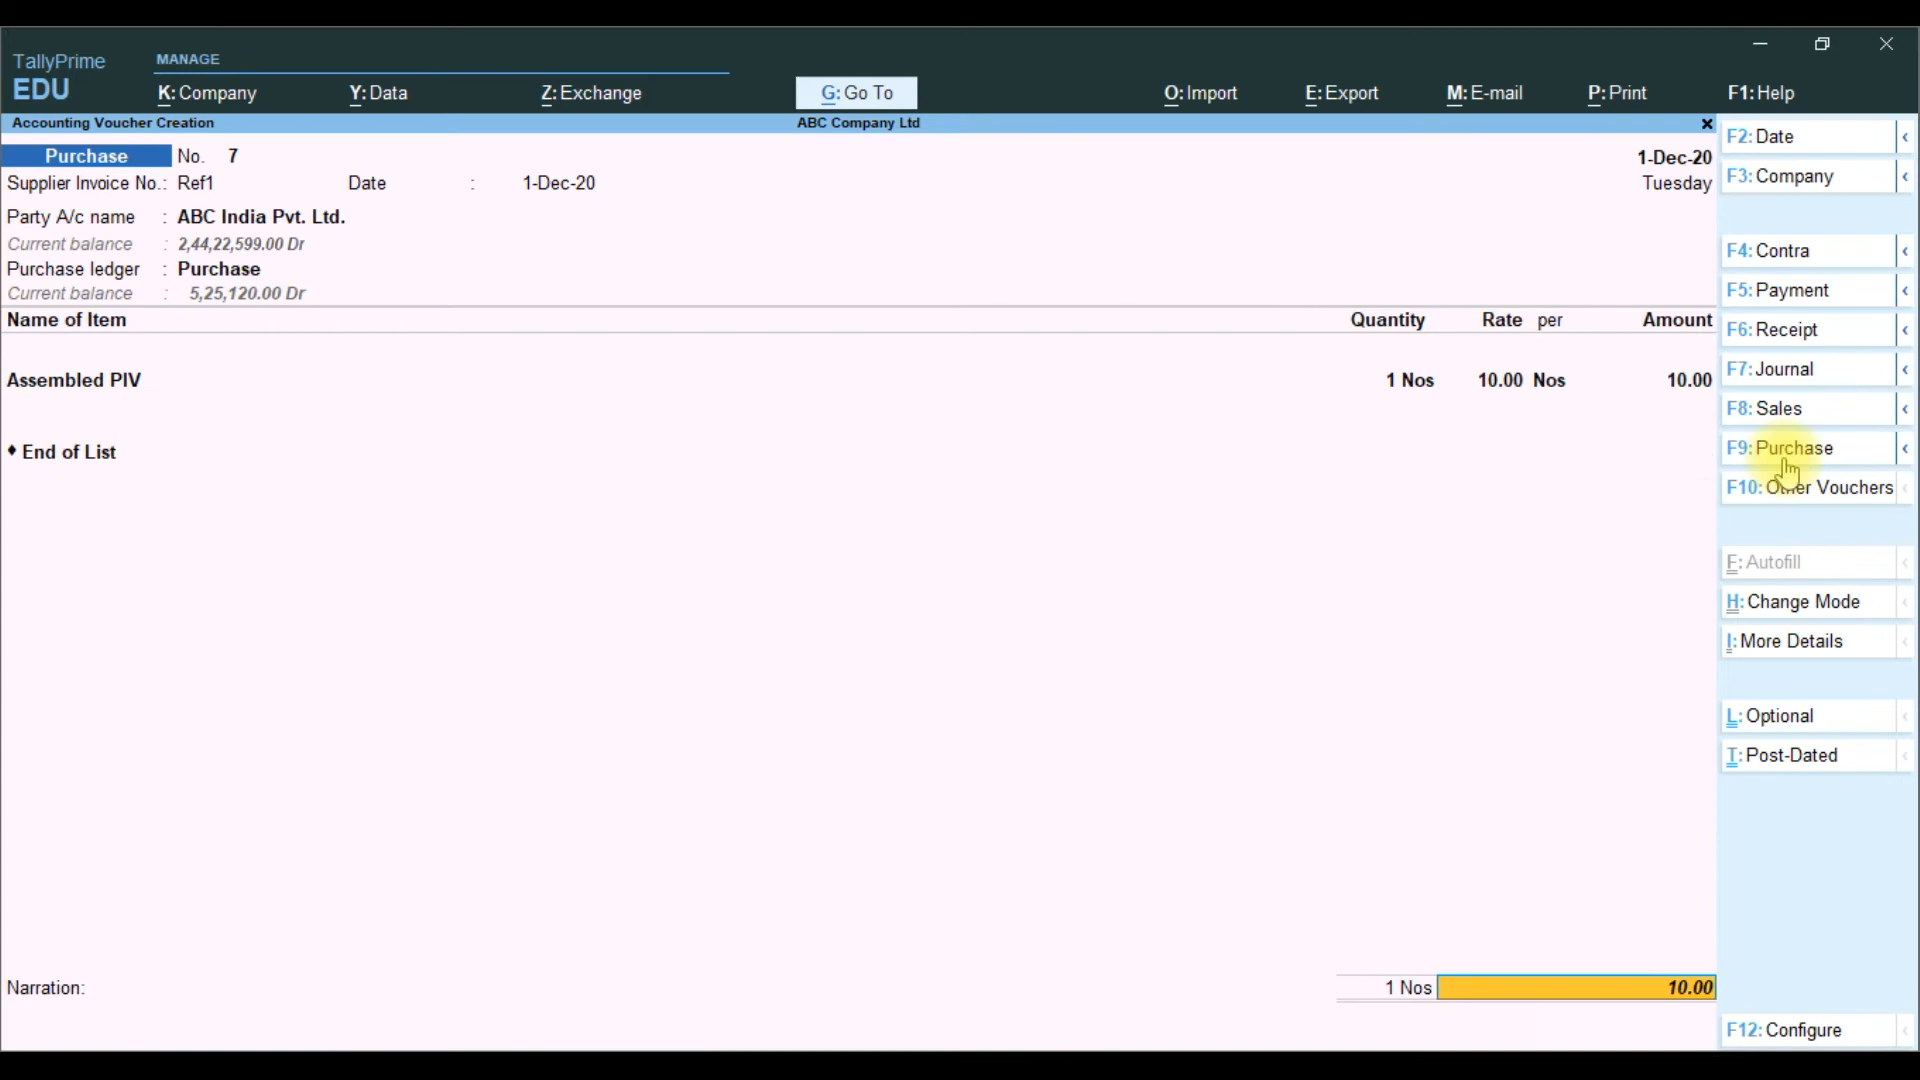 TallyPrime
EDU
MANAGE
K: Company
Y: Data
Z: Exchange
G: Go To
O: Import
E: Export
M: E-mail
P: Print
F1: Help
Accounting Voucher Creation
ABC Company Ltd
Purchase No. 7
1-Dec-20
Supplier Invoice No.: Ref1 Date : 1-Dec-20
Tuesday
Party A/c name : ABC India Pvt. Ltd.
Current balance : 2,44,22,599.00 Dr
Purchase ledger : Purchase
Current balance : 5,25,120.00 Dr
Name of Item Quantity Rate per Amount
Assembled PIV 1 Nos 10.00 Nos 10.00
♦ End of List
Narration: 1 Nos 10.00
F2: Date
F3: Company
F4: Contra
F5: Payment
F6: Receipt
F7: Journal
F8: Sales
F9: Purchase
F10: Other Vouchers
F: Autofill
H: Change Mode
I: More Details
L: Optional
T: Post-Dated
F12: Configure